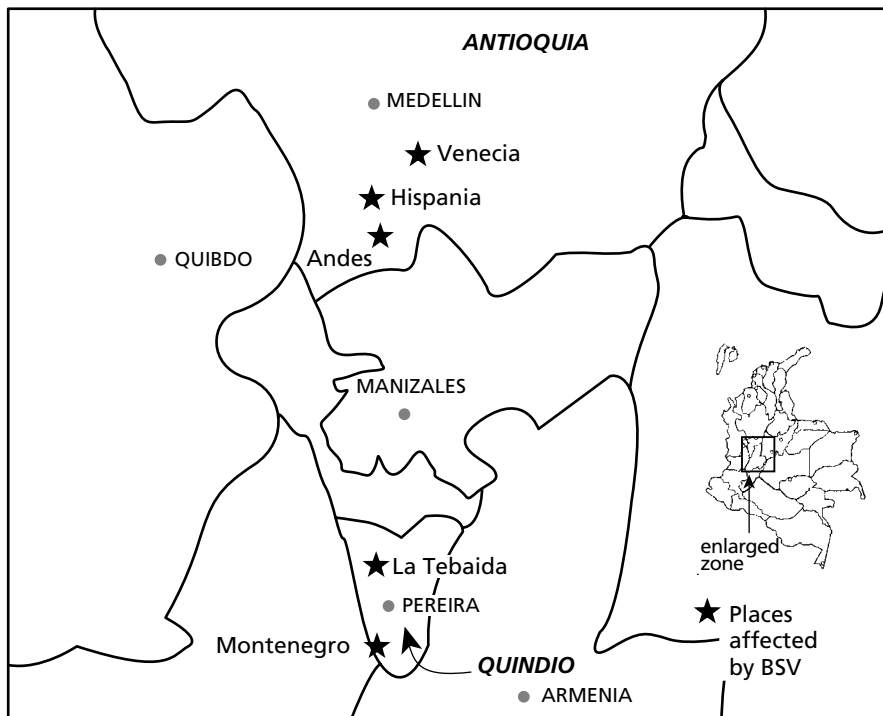 ANTIOQUIA
MEDELLIN
Venecia
Hispania
QUIBDO
Andes
MANIZALES
enlarged
zone
La Tebaida
PEREIRA
Places
affected
by BSV
Montenegro
QUINDIO
ARMENIA